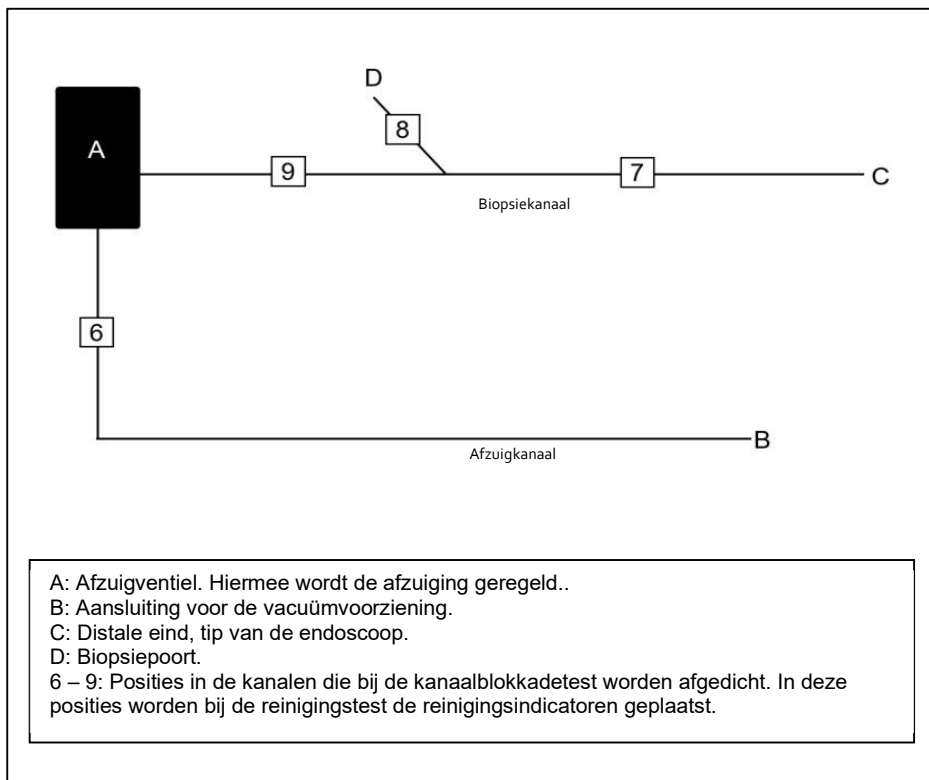 D
8
A
9
7
C
Biopsiekanaal
6
B
Afzuigkanaal
A: Afzuigventiel. Hiermee wordt de afzuiging geregeld..
B: Aansluiting voor de vacuümvoorziening.
C: Distale eind, tip van de endoscoop.
D: Biopsiepoort.
6 – 9: Posities in de kanalen die bij de kanaalblokkadetest worden afgedicht. In deze
posities worden bij de reinigingstest de reinigingsindicatoren geplaatst.